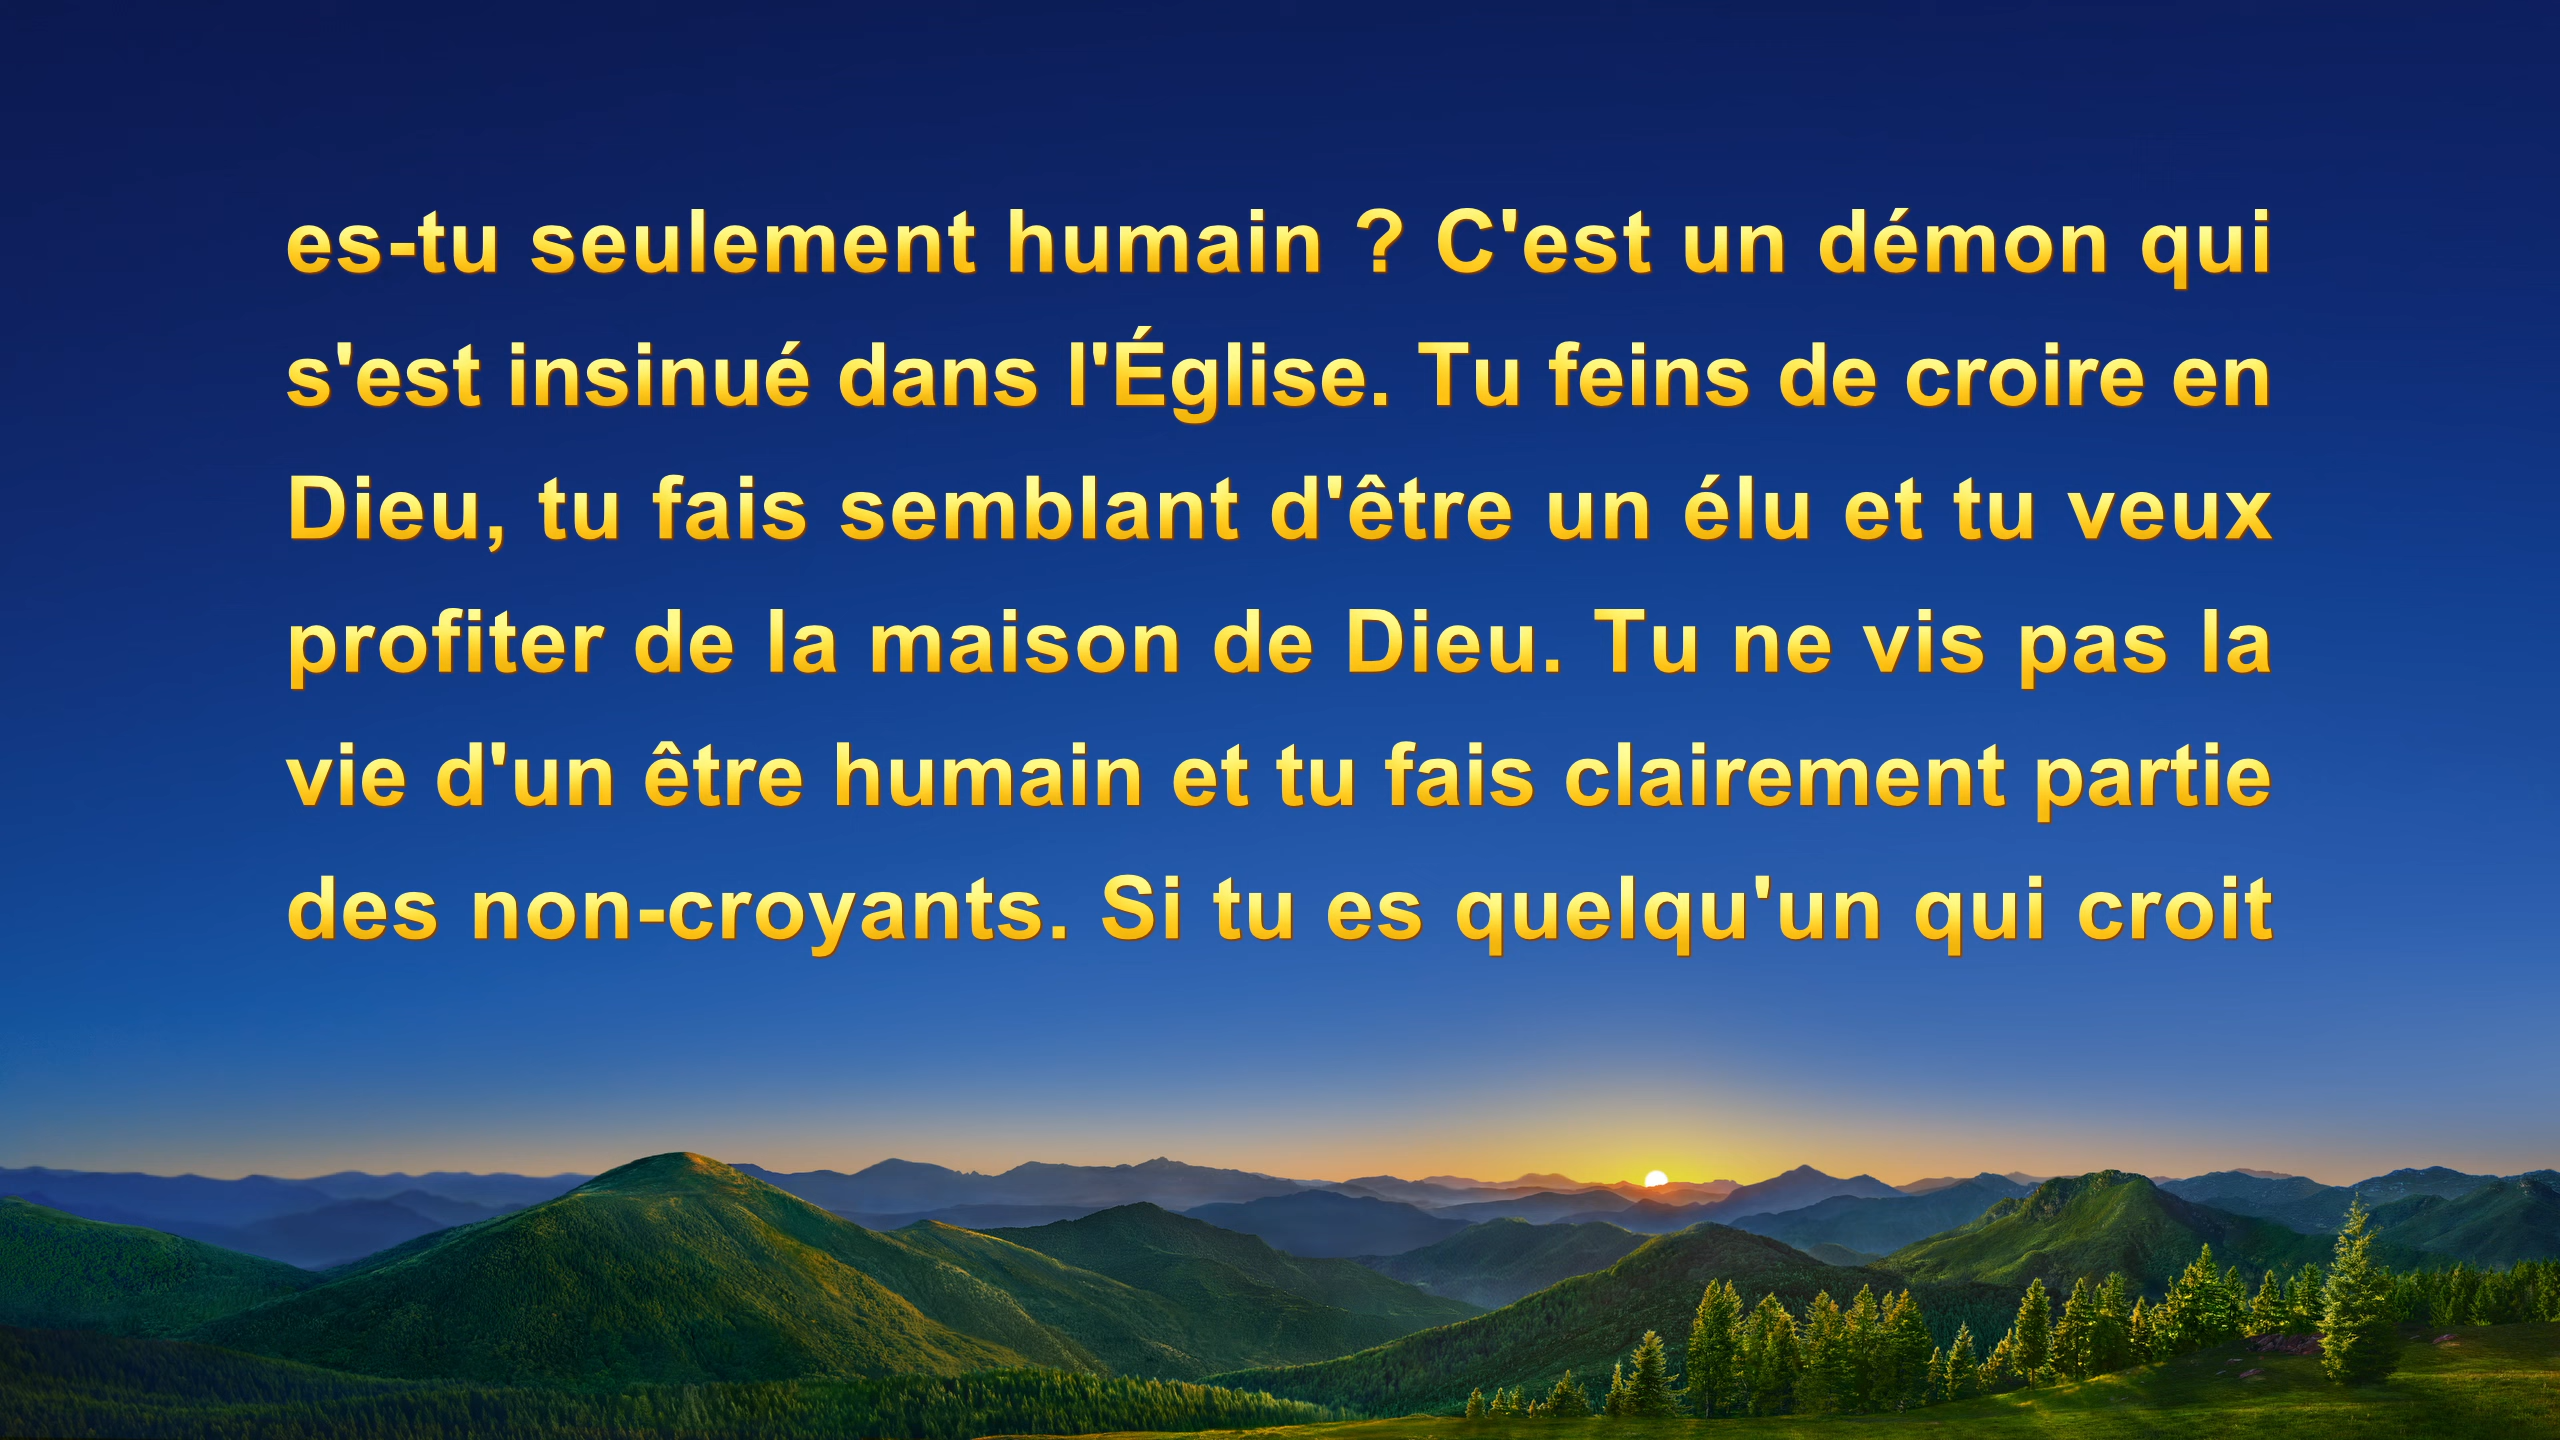 es-tu seulement humain ? C'est un démon qui
s'est insinué dans l'Église. Tu feins de croire en
Dieu, tu fais semblant d'être un élu et tu veux
profiter de la maison de Dieu. Tu ne vis pas la
vie d'un être humain et tu fais clairement partie
des non-croyants. Si tu es quelqu'un qui croit